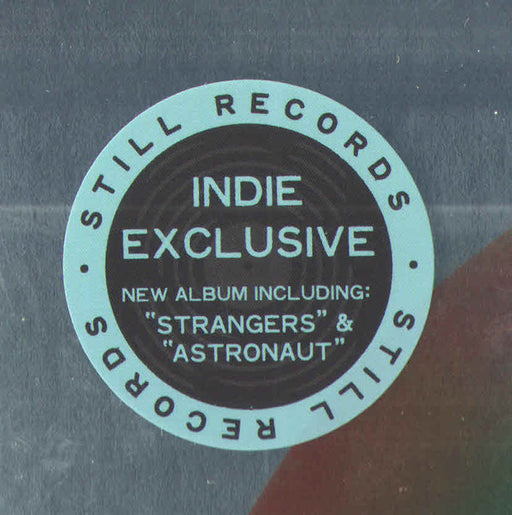 STILL RECORDS
INDIE
EXCLUSIVE
NEW ALBUM INCLUDING:
"STRANGERS" &
"ASTRONAUT"
STILL RECORDS